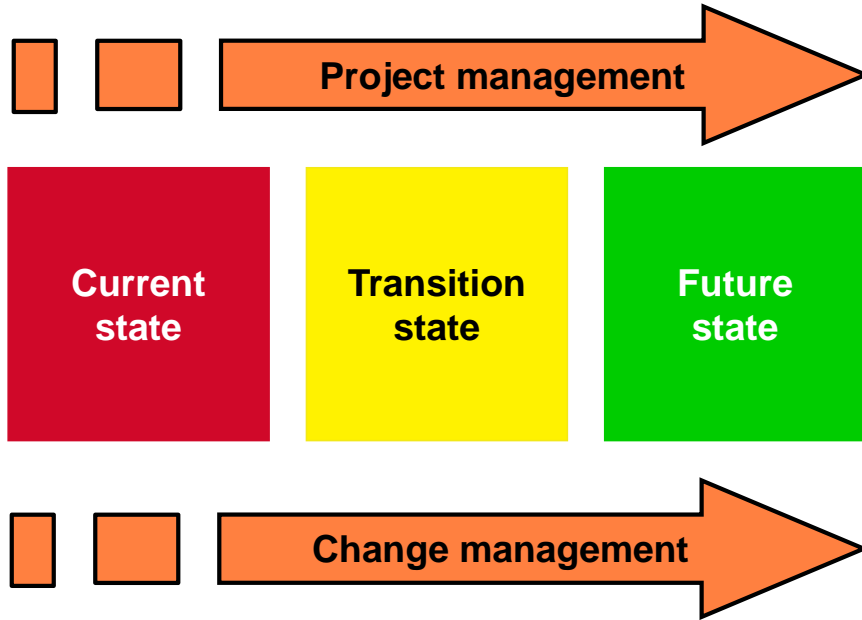 Project management
Current
state
Transition
state
Future
state
Change management